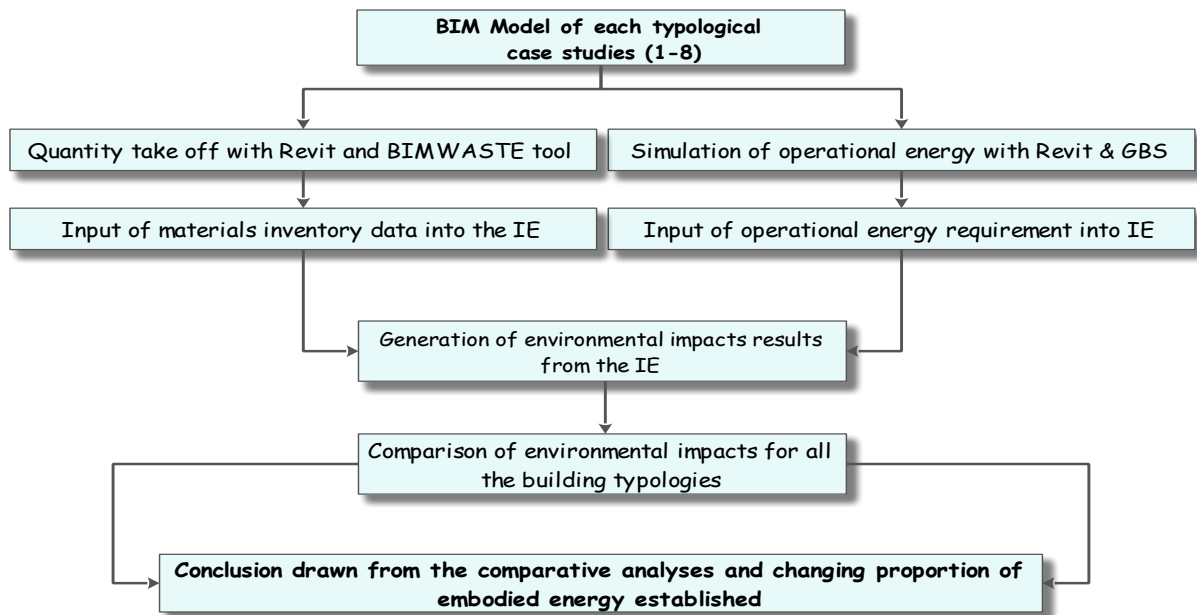 BIM Model of each typological
case studies (1-8)
Quantity take off with Revit and BIMWASTE tool
Simulation of operational energy with Revit & GBS
Input of materials inventory data into the IE
Input of operational energy requirement into IE
Generation of environmental impacts results
from the IE
Comparison of environmental impacts for all
the building typologies
Conclusion drawn from the comparative analyses and changing proportion of
embodied energy established